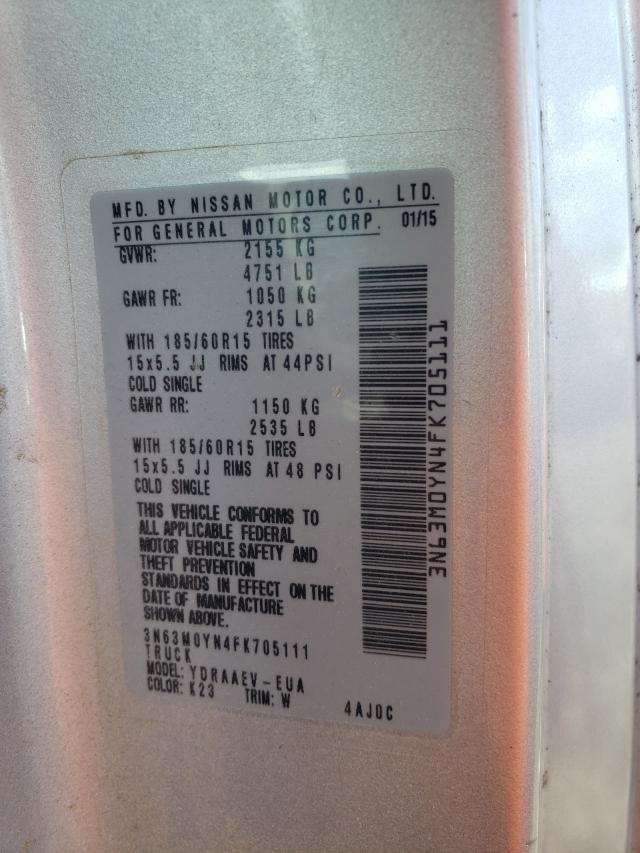 MFD. BY NISSAN MOTOR CO., LTD.
FOR GENERAL MOTORS CORP. 01/15
GVWR: 2155 KG
4751 LB
GAWR FR: 1050 KG
2315 LB
WITH 185/60R15 TIRES
15x5.5 JJ RIMS AT 44PSI
COLD SINGLE
GAWR RR: 1150 KG
2535 LB
WITH 185/60R15 TIRES
15x5.5 JJ RIMS AT 48 PSI
COLD SINGLE
THIS VEHICLE CONFORMS TO
ALL APPLICABLE FEDERAL
MOTOR VEHICLE SAFETY AND
THEFT PREVENTION
STANDARDS IN EFFECT ON THE
DATE OF MANUFACTURE
SHOWN ABOVE.
3N63M0YN4FK705111
TRUCK
MODEL: YDRAAEV-EUA
COLOR: K23 TRIM: W 4AJ0C
3N63M0YN4FK705111